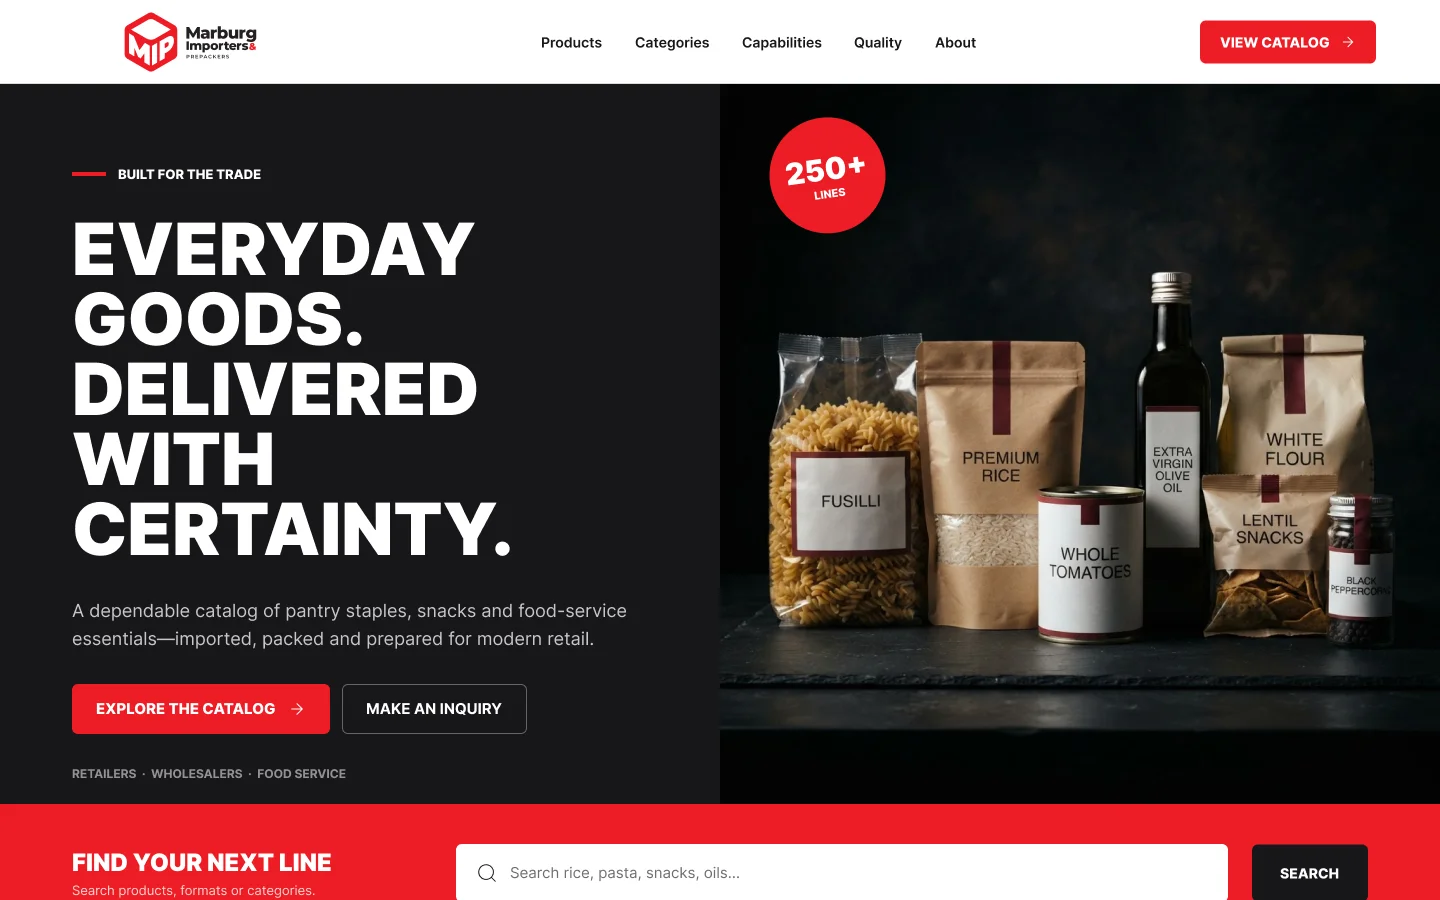 Marburg
Importers&
PREPACKERS
Products
Categories
Capabilities
Quality
About
VIEW CATALOG
BUILT FOR THE TRADE
EVERYDAY
GOODS.
DELIVERED
WITH
CERTAINTY.
A dependable catalog of pantry staples, snacks and food-service
essentials—imported, packed and prepared for modern retail.
EXPLORE THE CATALOG
MAKE AN INQUIRY
RETAILERS · WHOLESALERS · FOOD SERVICE
250+
LINES
FUSILLI
PREMIUM
RICE
WHOLE
TOMATOES
EXTRA
VIRGIN
OLIVE
OIL
WHITE
FLOUR
LENTIL
SNACKS
BLACK
FIND YOUR NEXT LINE
Search products, formats or categories.
Search rice, pasta, snacks, oils...
SEARCH